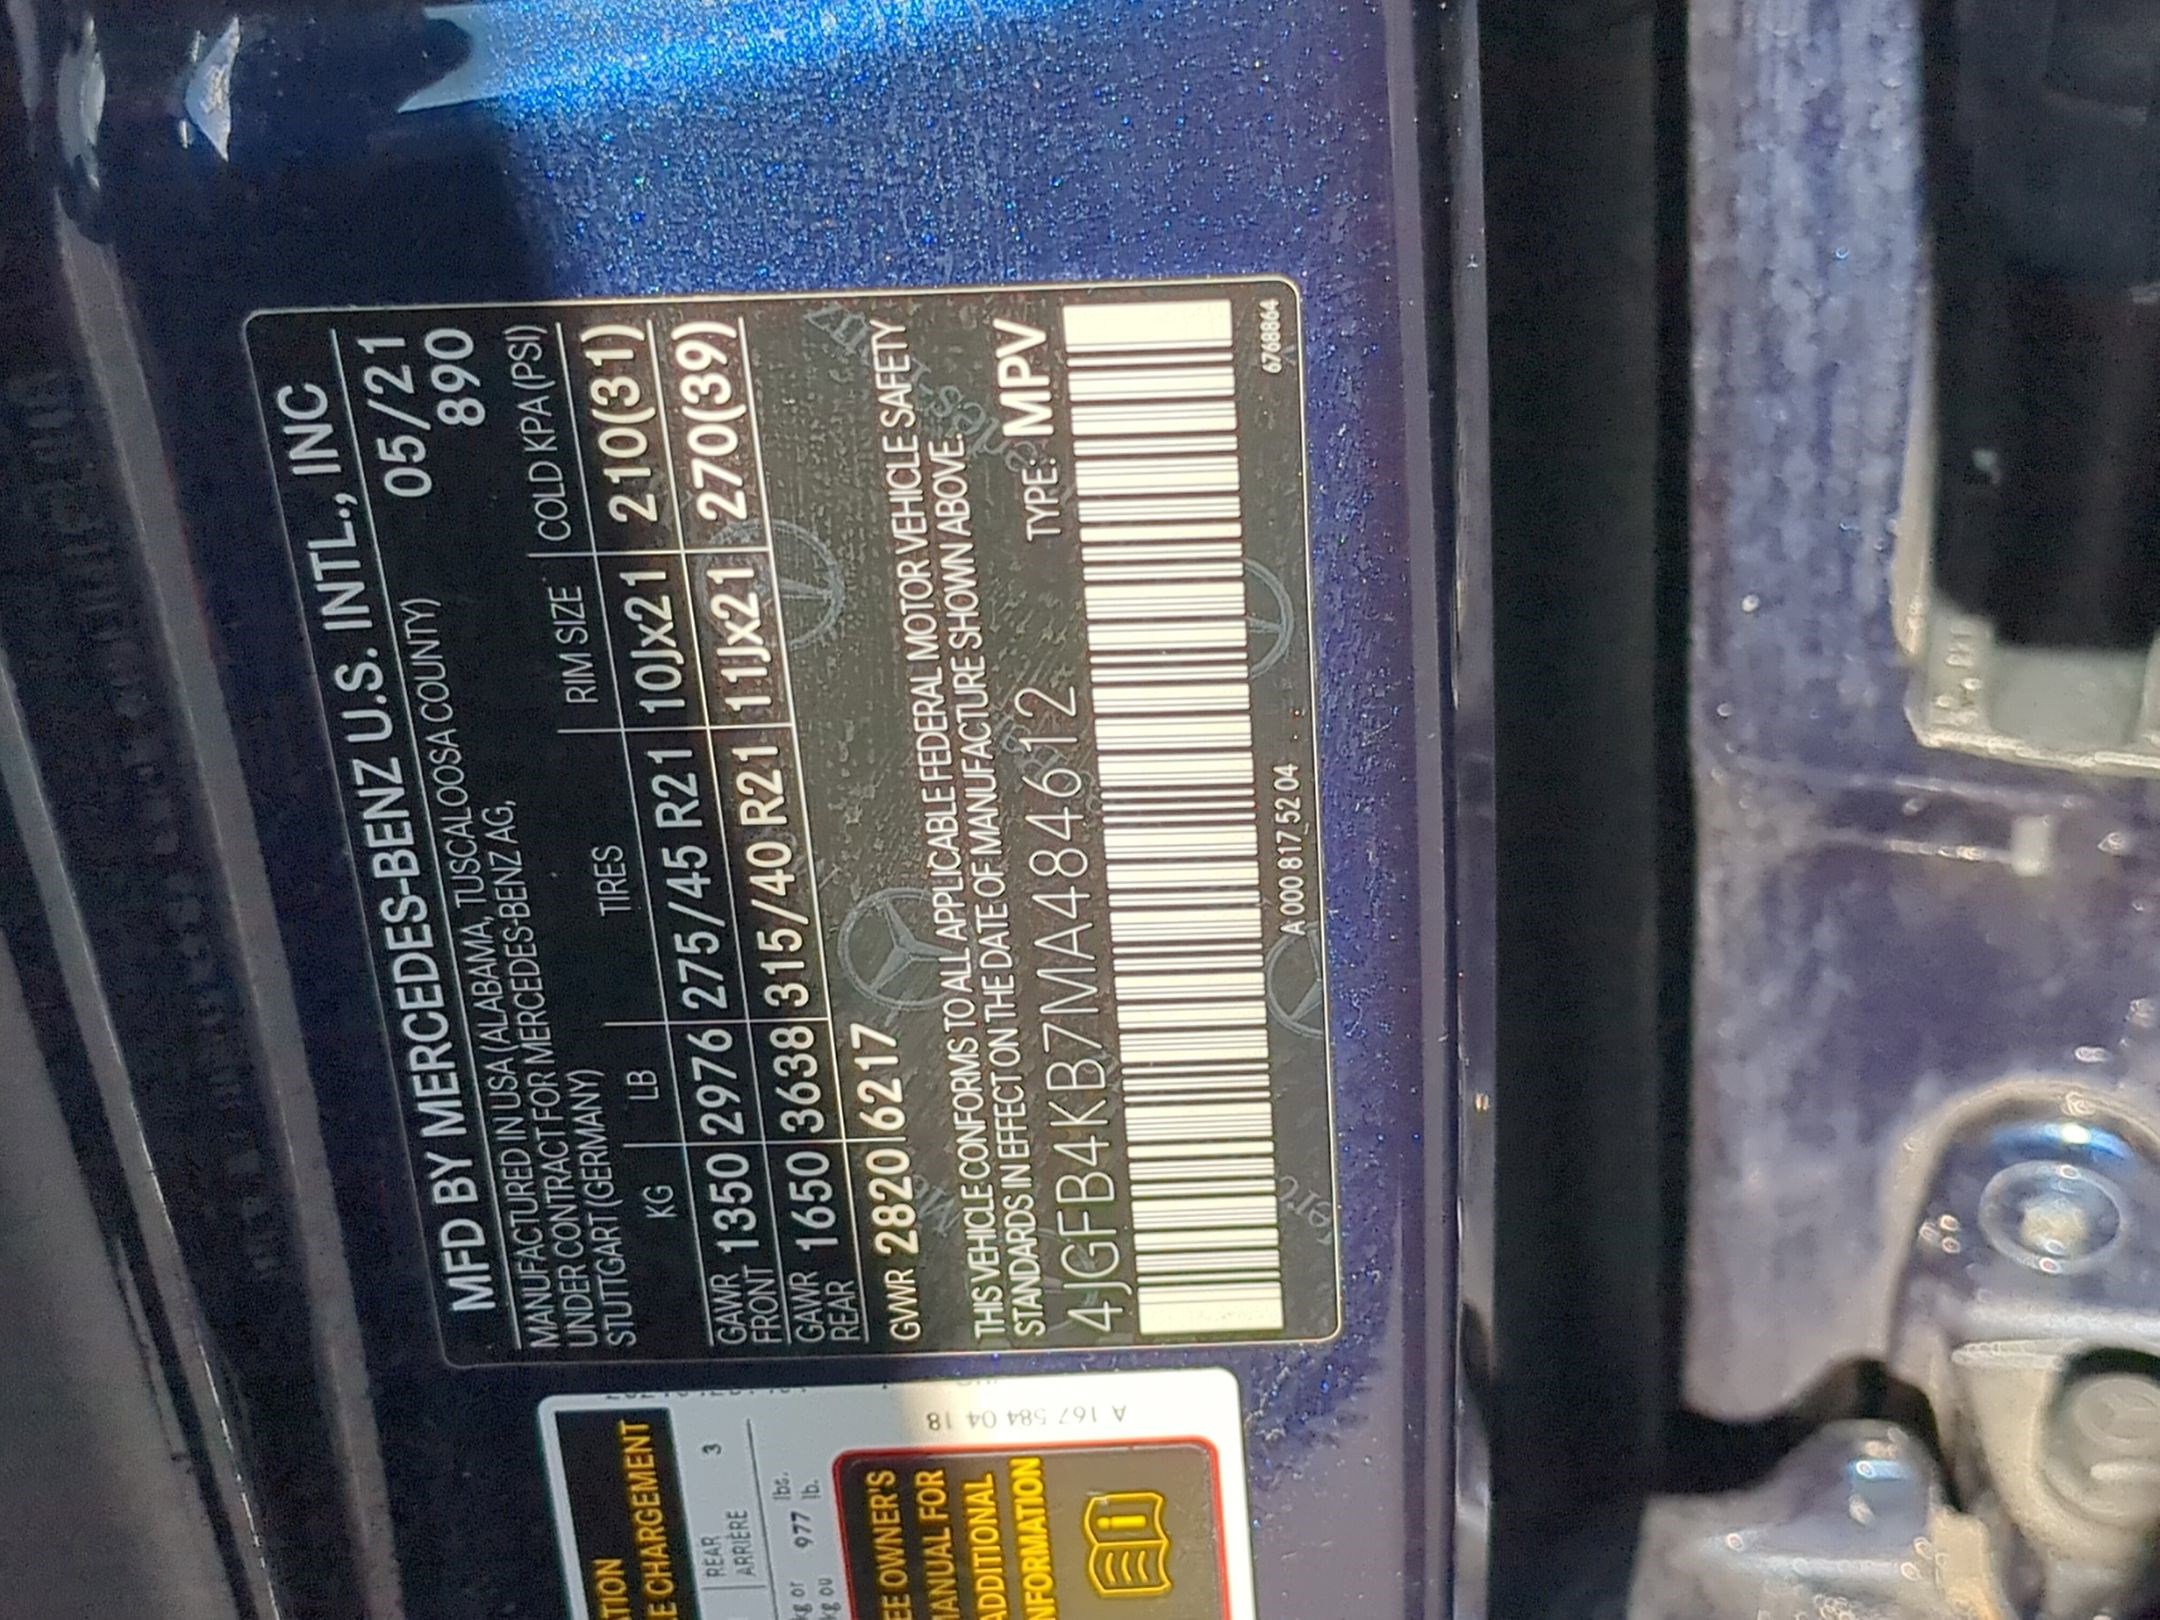 MFD BY MERCEDES-BENZ U.S. INTL., INC
MANUFACTURED IN USA (ALABAMA, TUSCALOOSA COUNTY) 05/21
UNDER CONTRACT FOR MERCEDES-BENZ AG, 890
STUTTGART (GERMANY)
KG LB TIRES RIM SIZE COLD KPA (PSI)
GAWR FRONT 1350 2976 275/45 R21 10Jx21 210(31)
GAWR REAR 1650 3638 315/40 R21 11Jx21 270(39)
GVWR 2820 6217
THIS VEHICLE CONFORMS TO ALL APPLICABLE FEDERAL MOTOR VEHICLE SAFETY
STANDARDS IN EFFECT ON THE DATE OF MANUFACTURE SHOWN ABOVE.
4JGFB4KB7MA484612 TYPE: MPV
A 000 817 52 04
6768864
E CHARGEMENT
REAR 3
ARRIÈRE
kg or 977 lbs.
kg ou lb.
A 167 584 04 18
OWNER'S
FOR
ADDITIONAL